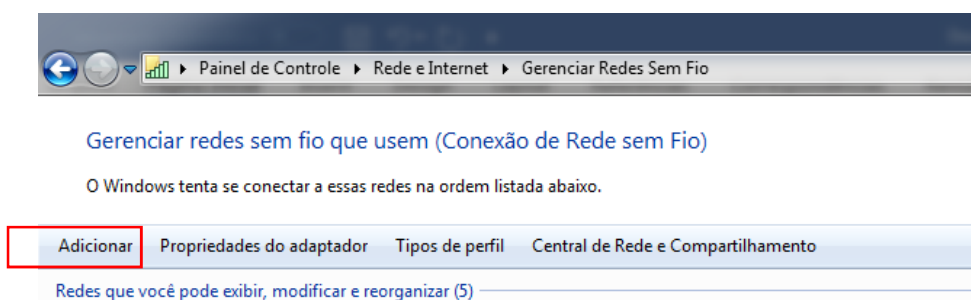 Painel de Controle Rede e Internet Gerenciar Redes Sem Fio
Gerenciar redes sem fio que usem (Conexão de Rede sem Fio)
O Windows tenta se conectar a essas redes na ordem listada abaixo.
Adicionar Propriedades do adaptador Tipos de perfil Central de Rede e Compartilhamento
Redes que você pode exibir, modificar e reorganizar (5)